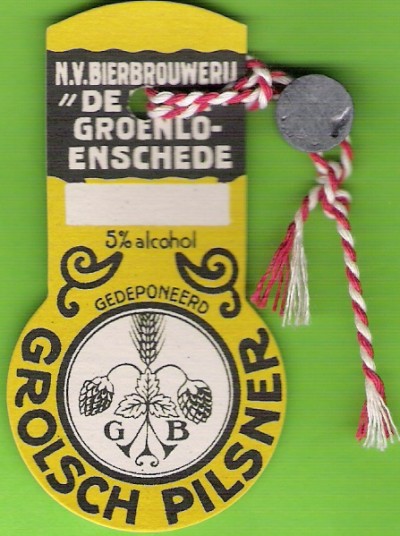 N.V. BIERBROUWERIJ
„DE
GROENLO-
ENSCHEDE
5% alcohol
GEDEPONEERD
G B
GROLSCH PILSNER